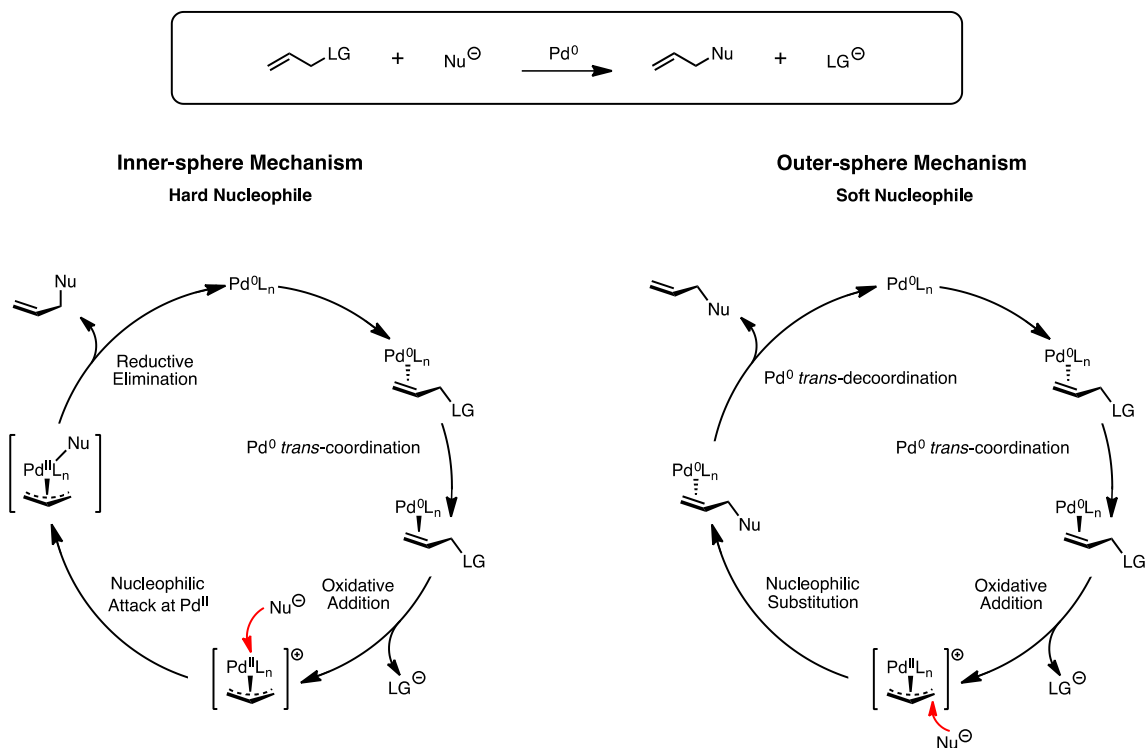 LG + Nu⊖ Pd⁰ Nu + LG⊖
Inner-sphere Mechanism
Hard Nucleophile
Nu
Pd⁰Lₙ
Reductive
Elimination
Pd⁰Lₙ
LG
Nu
PdᴵᴵLₙ
Pd⁰ trans-coordination
Pd⁰Lₙ
LG
Nucleophilic
Attack at Pdᴵᴵ
Oxidative
Addition
Nu⊖
PdᴵᴵLₙ ⊕
LG⊖
Outer-sphere Mechanism
Soft Nucleophile
Nu
Pd⁰Lₙ
Pd⁰ trans-decoordination
Pd⁰Lₙ
LG
Pd⁰ trans-coordination
Pd⁰Lₙ
Nu
Pd⁰Lₙ
LG
Nucleophilic
Substitution
Oxidative
Addition
PdᴵᴵLₙ ⊕
LG⊖
Nu⊖